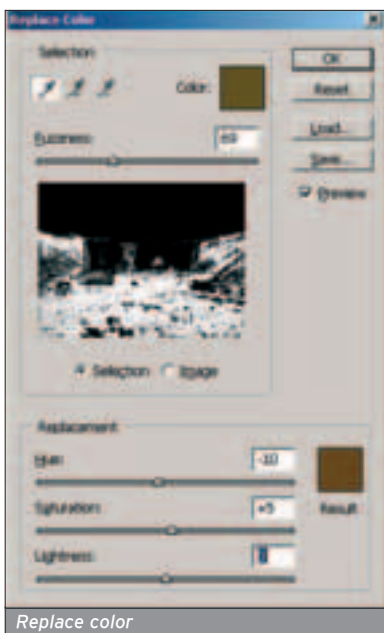 Replace Color
Selection
Color:
OK
Reset
Load...
Save...
Preview
Fuzziness: 69
Selection Image
Replacement
Hue: -10
Saturation: +5
Result
Lightness:
Replace color